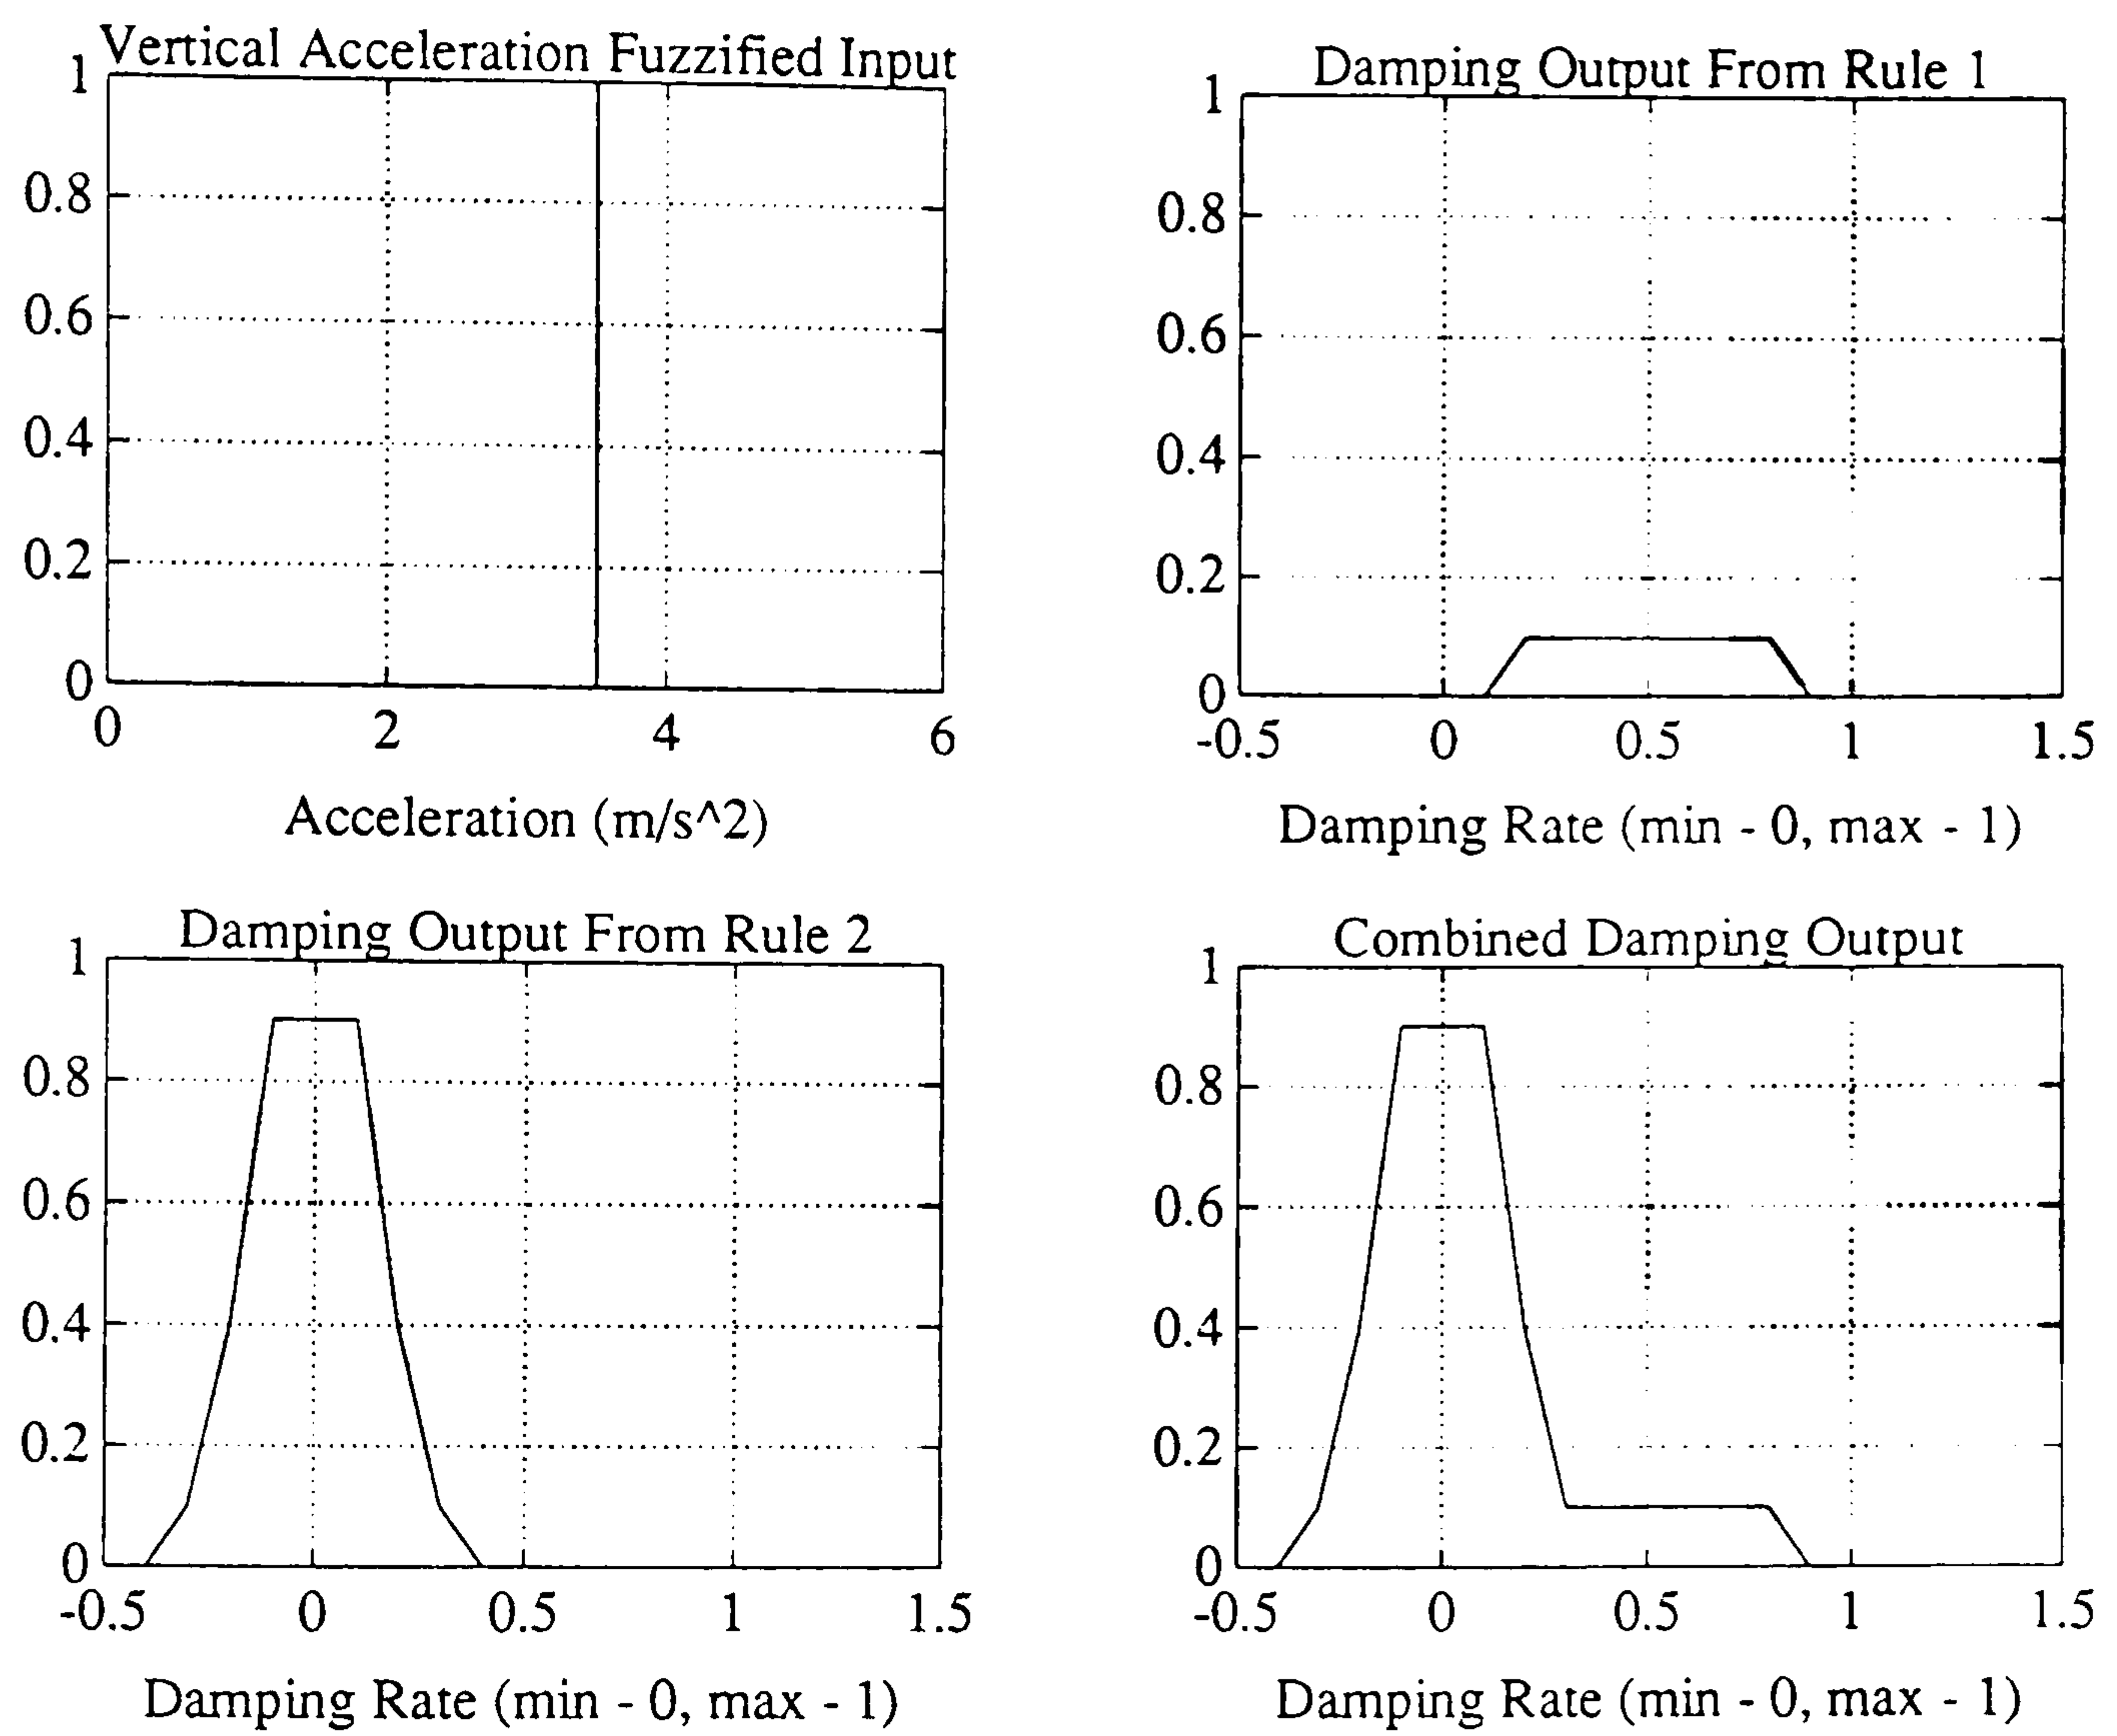 Vertical Acceleration Fuzzified Input
1
0.8
0.6
0.4
0.2
0
0 2 4 6
Acceleration (m/s^2)
Damping Output From Rule 1
1
0.8
0.6
0.4
0.2
0
-0.5 0 0.5 1 1.5
Damping Rate (min - 0, max - 1)
Damping Output From Rule 2
1
0.8
0.6
0.4
0.2
0
-0.5 0 0.5 1 1.5
Damping Rate (min - 0, max - 1)
Combined Damping Output
1
0.8
0.6
0.4
0.2
0
-0.5 0 0.5 1 1.5
Damping Rate (min - 0, max - 1)